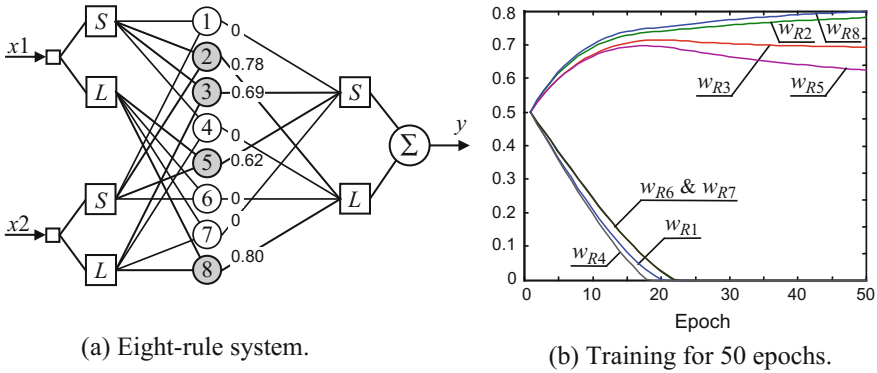 x1
x2
S
L
S
L
1
2
3
4
5
6
7
8
0
0.78
0.69
0
0.62
0
0
0.80
S
L
Σ
y
(a) Eight-rule system.
0.8
0.7
0.6
0.5
0.4
0.3
0.2
0.1
0
0 10 20 30 40 50
Epoch
wR2 wR8
wR3 wR5
wR6 & wR7
wR4 wR1
(b) Training for 50 epochs.